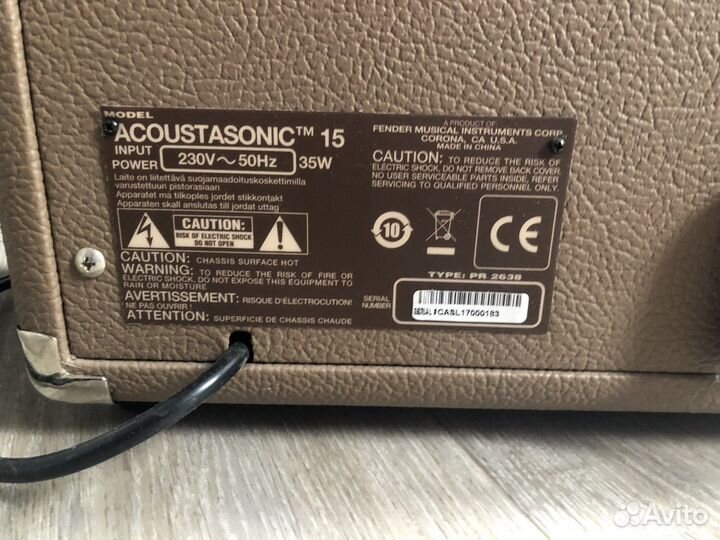 MODEL
ACOUSTASONIC™ 15
INPUT
POWER 230V~50Hz 35W
Laite on liitettävä suojamaadoituskoskettimilla
varustettuun pistorasiaan
Apparatet må tilkoples jordet stikkontakt
Apparaten skall anslutas till jordat uttag
CAUTION:
RISK OF ELECTRIC SHOCK
DO NOT OPEN
CAUTION: CHASSIS SURFACE HOT
WARNING: TO REDUCE THE RISK OF FIRE OR
ELECTRIC SHOCK, DO NOT EXPOSE THIS EQUIPMENT TO
RAIN OR MOISTURE
AVERTISSEMENT: RISQUE D'ELECTROCUTION!
NE PAS OUVRIR!
ATTENTION: SUPERFICIE DE CHASSIS CHAUDE
A PRODUCT OF
FENDER MUSICAL INSTRUMENTS CORP.
CORONA, CA U.S.A.
MADE IN CHINA
CAUTION: TO REDUCE THE RISK OF
ELECTRIC SHOCK, DO NOT REMOVE BACK COVER
NO USER SERVICEABLE PARTS INSIDE, REFER
SERVICING TO QUALIFIED PERSONNEL ONLY.
10
CE
TYPE: PR 2638
SERIAL
NUMBER
SERIAL # CASL17000183
Avito